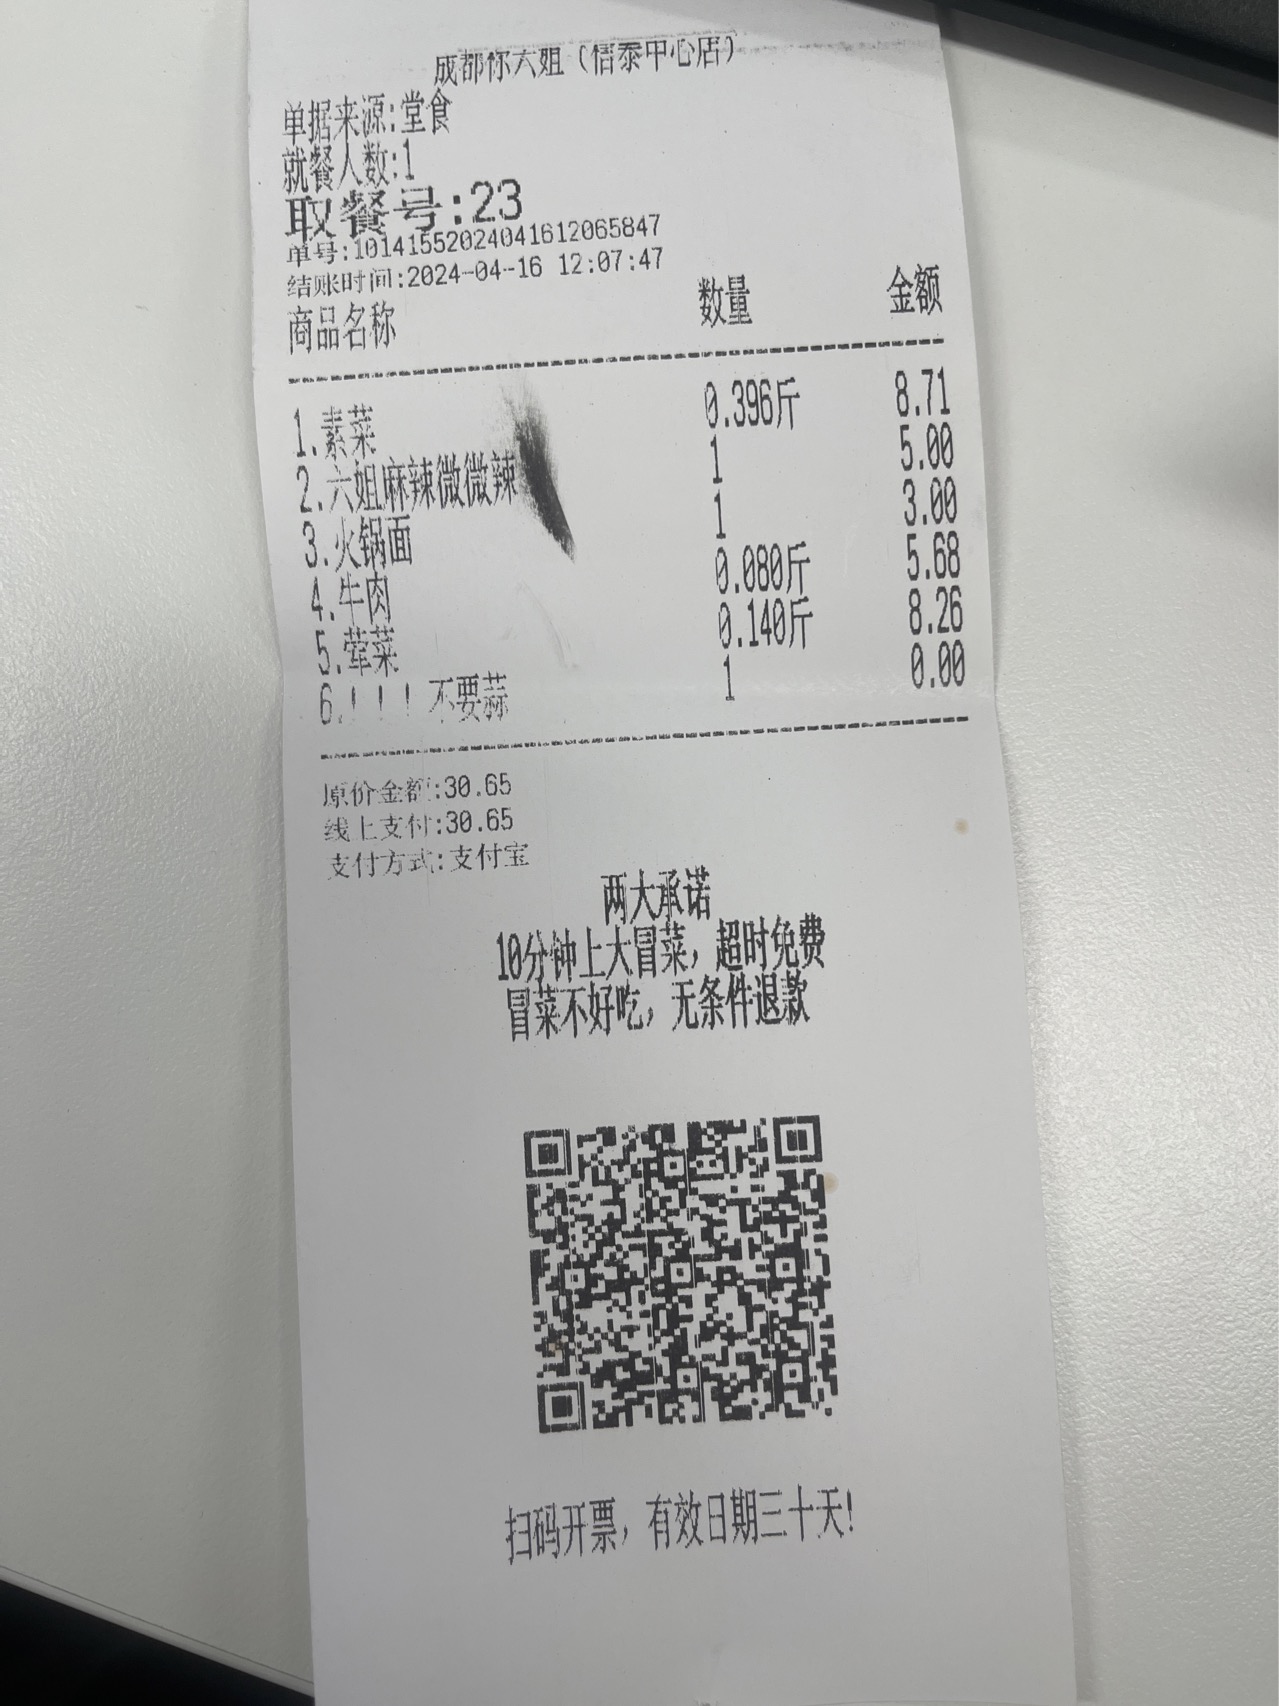 成都你六姐（信泰中心店）
单据来源:堂食
就餐人数:1
取餐号:23
单号:10141552024041612065847
结账时间:2024-04-16 12:07:47
商品名称 数量 金额
1.素菜 0.396斤 8.71
2.六姐麻辣微微辣 1 5.00
3.火锅面 1 3.00
4.牛肉 0.080斤 5.68
5.荤菜 0.140斤 8.26
6.！！！不要蒜 1 0.00
原价金额:30.65
线上支付:30.65
支付方式:支付宝
两大承诺
10分钟上大冒菜，超时免费
冒菜不好吃，无条件退款
扫码开票，有效日期三十天!